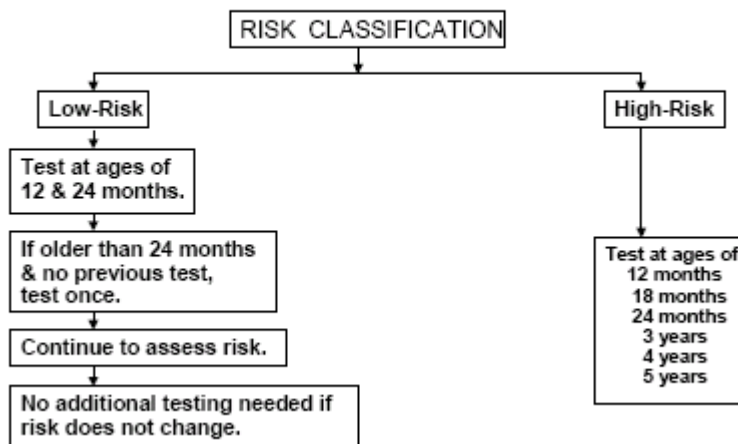 RISK CLASSIFICATION
Low-Risk
Test at ages of
12 & 24 months.
If older than 24 months
& no previous test,
test once.
Continue to assess risk.
No additional testing needed if
risk does not change.
High-Risk
Test at ages of
12 months
18 months
24 months
3 years
4 years
5 years